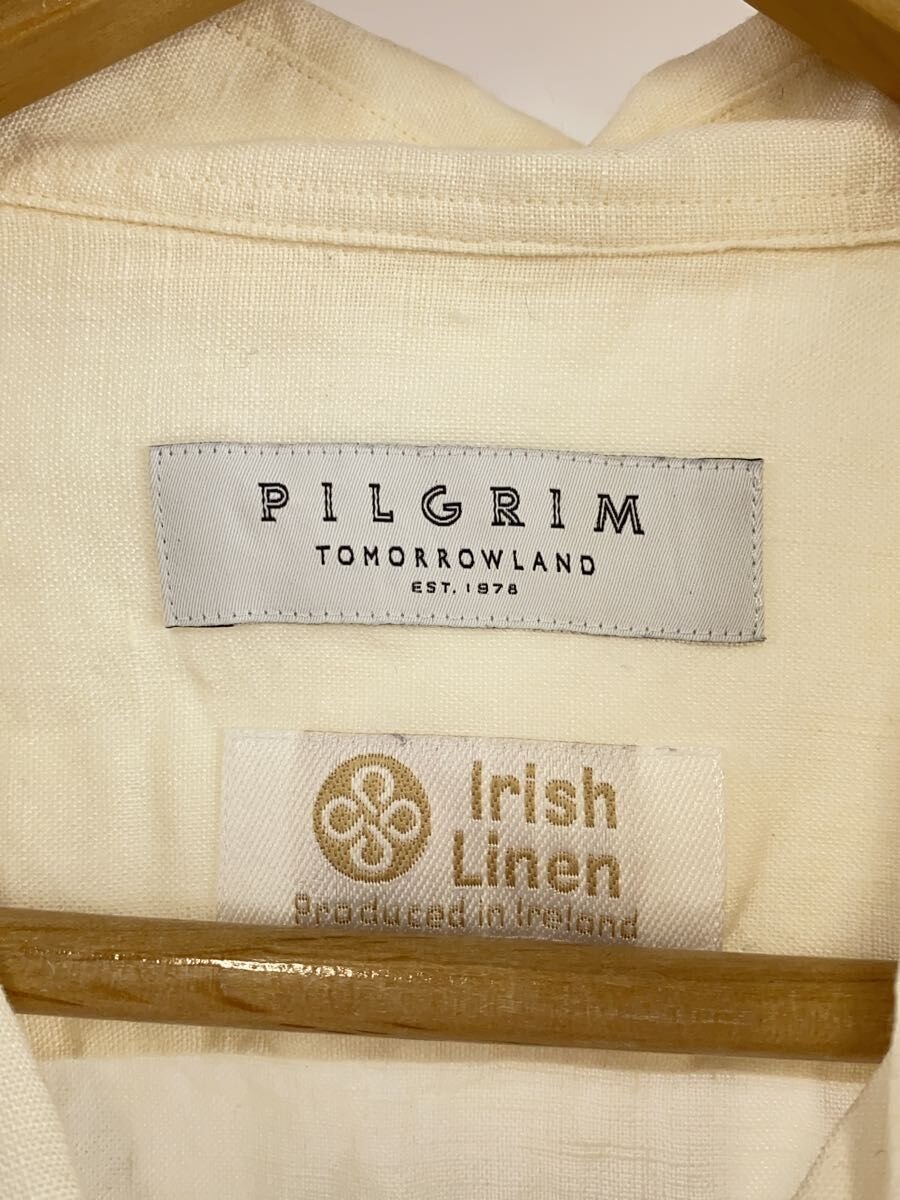 PILGRIM
TOMORROWLAND
EST. 1978
Irish
Linen
Produced in Ireland